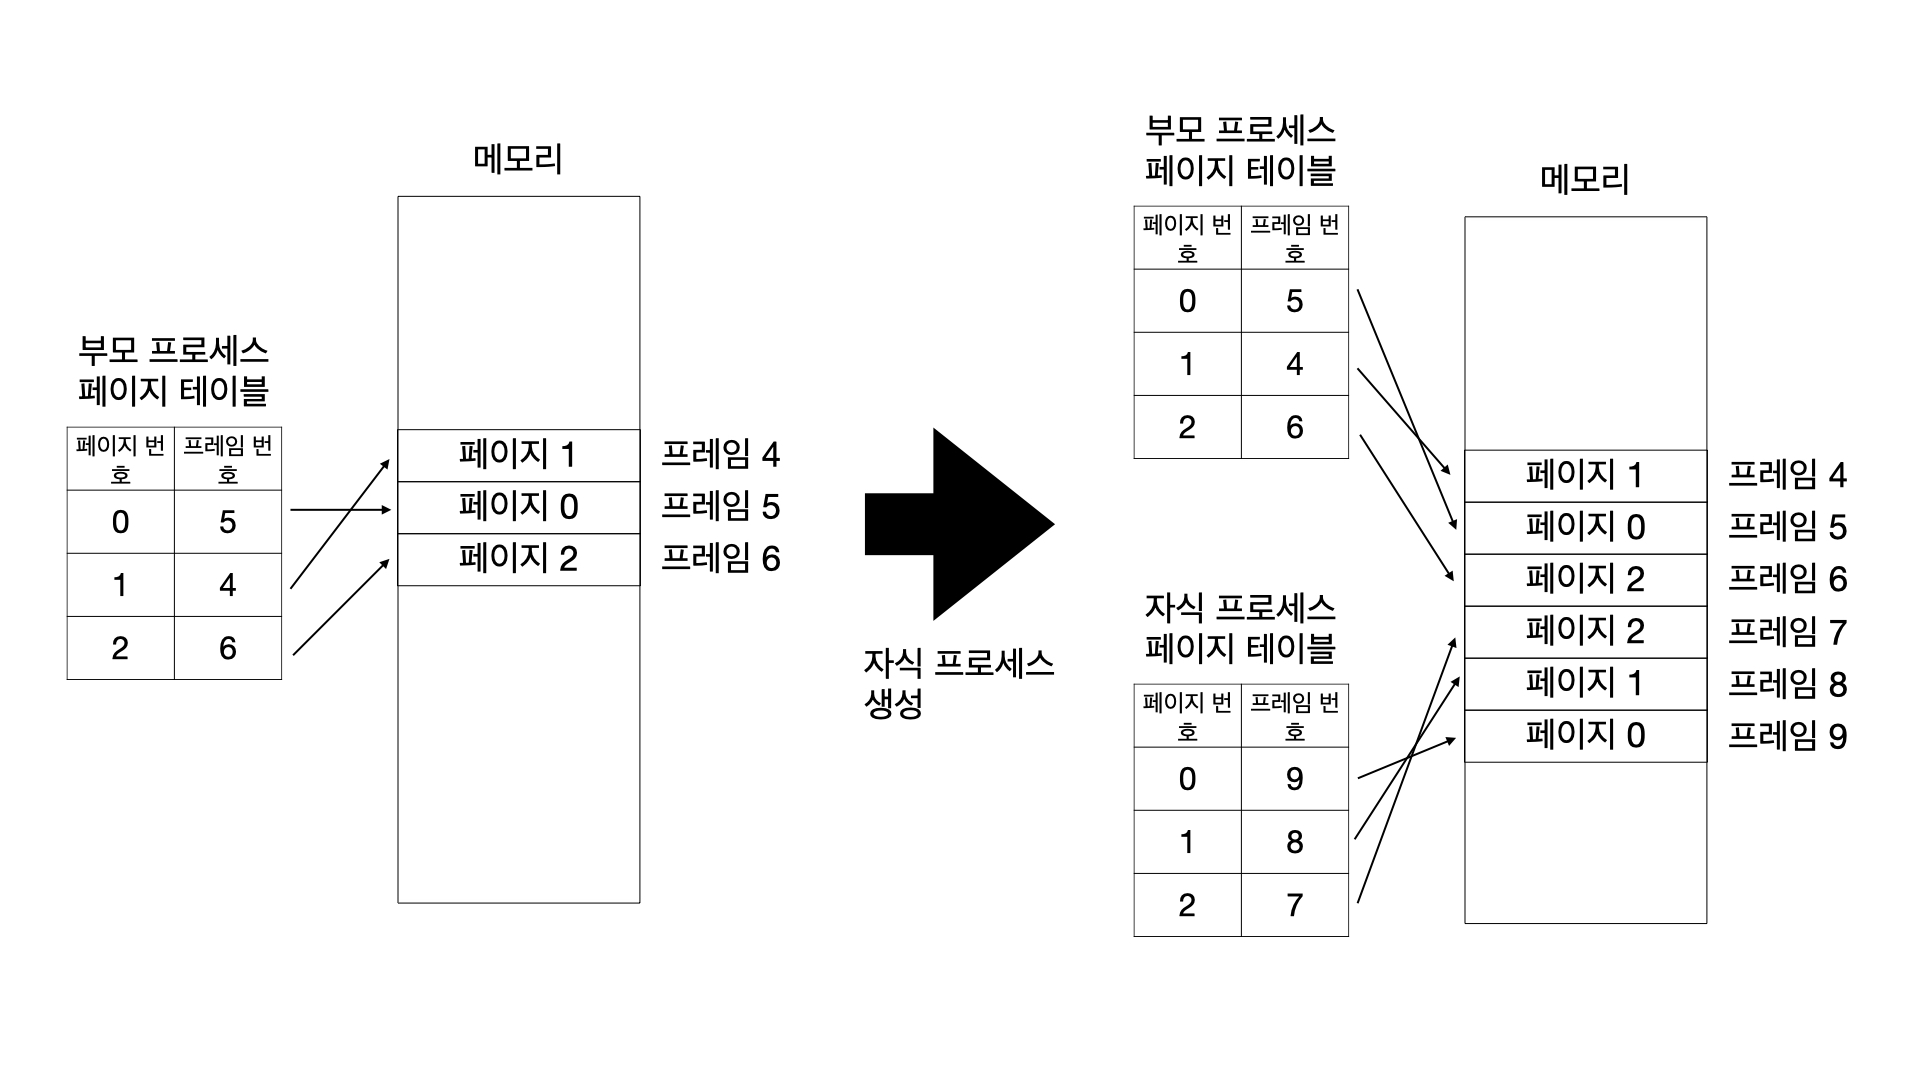 메모리
부모 프로세스
페이지 테이블
페이지 번
호
프레임 번
호
0 5
1 4
2 6
페이지 1
페이지 0
페이지 2
프레임 4
프레임 5
프레임 6
자식 프로세스
생성
부모 프로세스
페이지 테이블
페이지 번
호
프레임 번
호
0 5
1 4
2 6
자식 프로세스
페이지 테이블
페이지 번
호
프레임 번
호
0 9
1 8
2 7
메모리
페이지 1
페이지 0
페이지 2
페이지 2
페이지 1
페이지 0
프레임 4
프레임 5
프레임 6
프레임 7
프레임 8
프레임 9